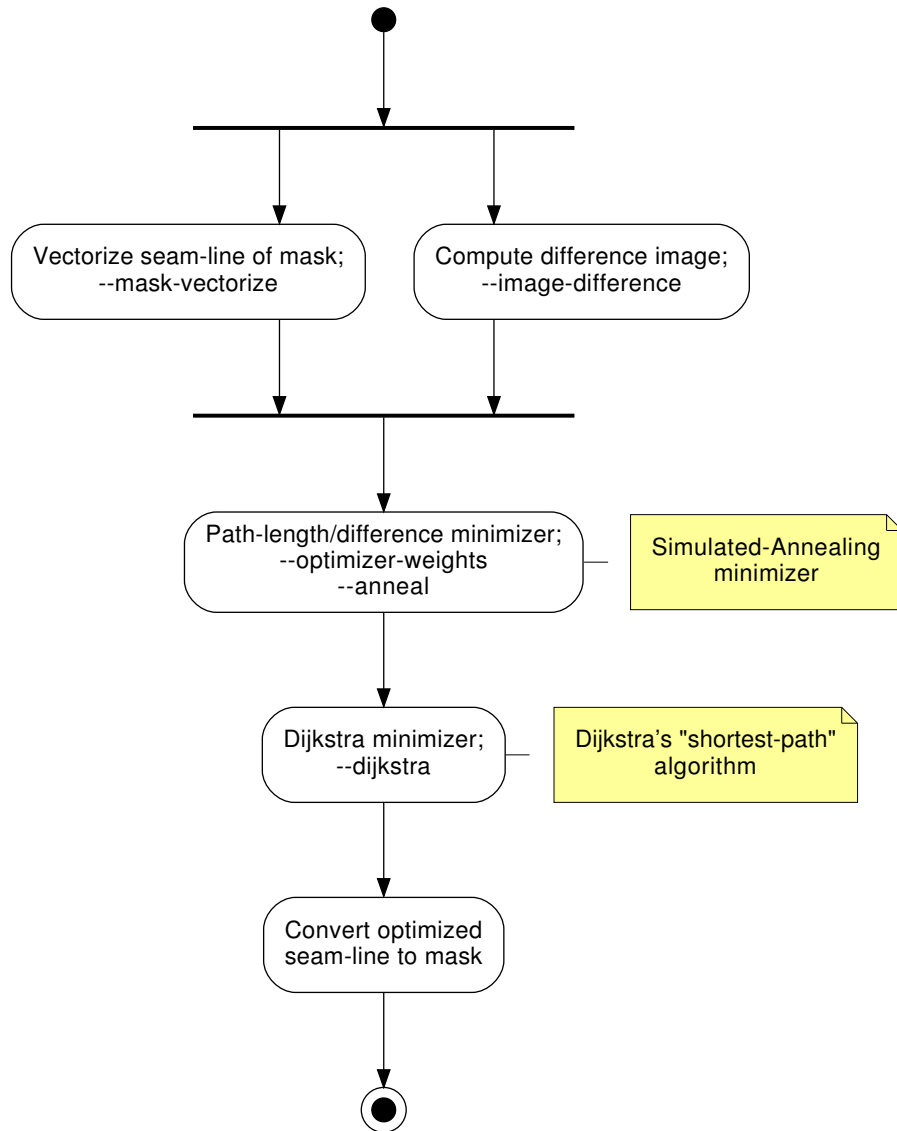 Vectorize seam-line of mask;
--mask-vectorize
Compute difference image;
--image-difference
Path-length/difference minimizer;
--optimizer-weights
--anneal
Simulated-Annealing
minimizer
Dijkstra minimizer;
--dijkstra
Dijkstra's "shortest-path"
algorithm
Convert optimized
seam-line to mask